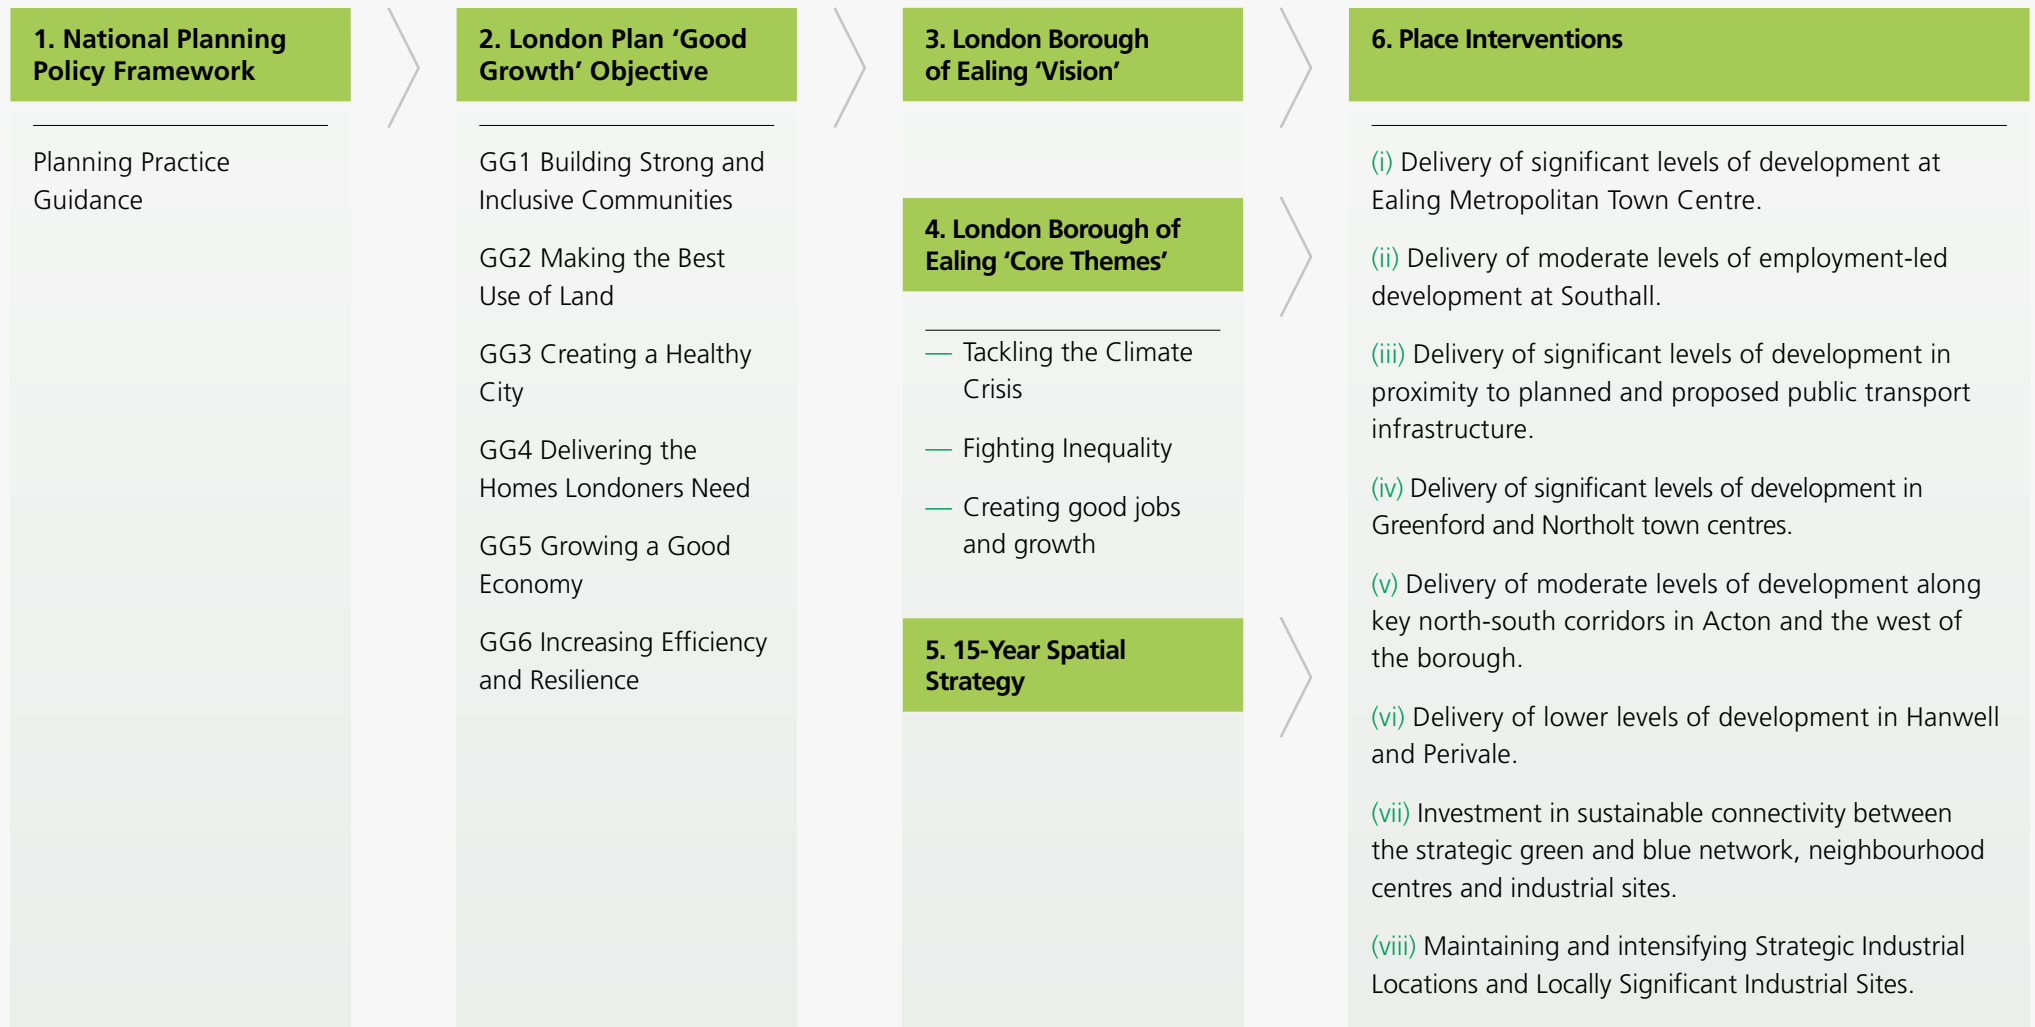 1. National Planning
Policy Framework
Planning Practice
Guidance
2. London Plan ‘Good
Growth’ Objective
GG1 Building Strong and
Inclusive Communities
GG2 Making the Best
Use of Land
GG3 Creating a Healthy
City
GG4 Delivering the
Homes Londoners Need
GG5 Growing a Good
Economy
GG6 Increasing Efficiency
and Resilience
3. London Borough
of Ealing ‘Vision’
4. London Borough of
Ealing ‘Core Themes’
— Tackling the Climate
Crisis
— Fighting Inequality
— Creating good jobs
and growth
5. 15-Year Spatial
Strategy
6. Place Interventions
(i) Delivery of significant levels of development at
Ealing Metropolitan Town Centre.
(ii) Delivery of moderate levels of employment-led
development at Southall.
(iii) Delivery of significant levels of development in
proximity to planned and proposed public transport
infrastructure.
(iv) Delivery of significant levels of development in
Greenford and Northolt town centres.
(v) Delivery of moderate levels of development along
key north-south corridors in Acton and the west of
the borough.
(vi) Delivery of lower levels of development in Hanwell
and Perivale.
(vii) Investment in sustainable connectivity between
the strategic green and blue network, neighbourhood
centres and industrial sites.
(viii) Maintaining and intensifying Strategic Industrial
Locations and Locally Significant Industrial Sites.